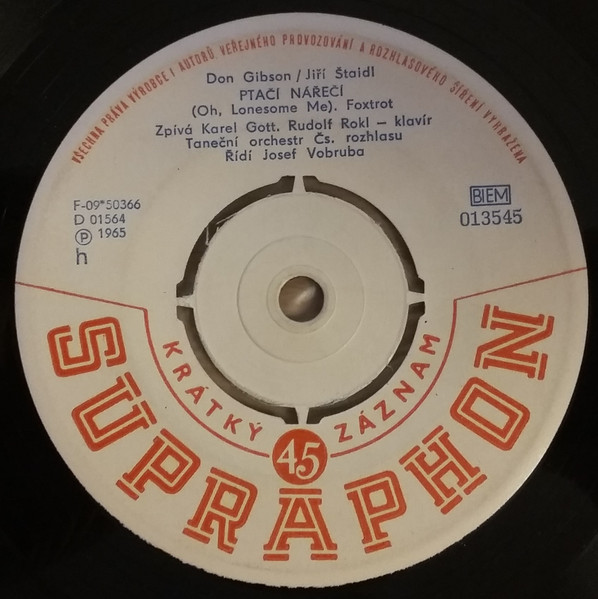 VŠECHNA PRÁVA VÝROBCE I AUTORŮ VEŘEJNÉHO PROVOZOVÁNÍ A ROZHLASOVÉHO ŠÍŘENÍ VYHRAŽENA
Don Gibson / Jiří Štaidl
PTAČÍ NÁŘEČÍ
(Oh, Lonesome Me). Foxtrot
Zpívá Karel Gott. Rudolf Rokl — klavír
Taneční orchestr Čs. rozhlasu
Řídí Josef Vobruba
F-09*50366
D 01564
Ⓟ 1965
h
BIEM
013545
KRÁTKÝ ZÁZNAM
45
SUPRAPHON